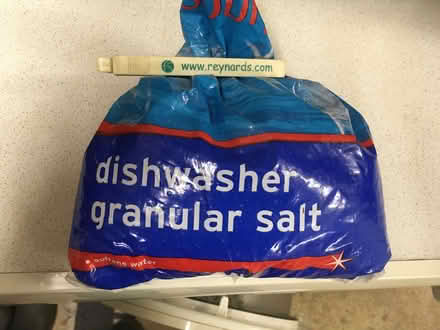 www.reynards.com
dishwasher
granular salt
softens water